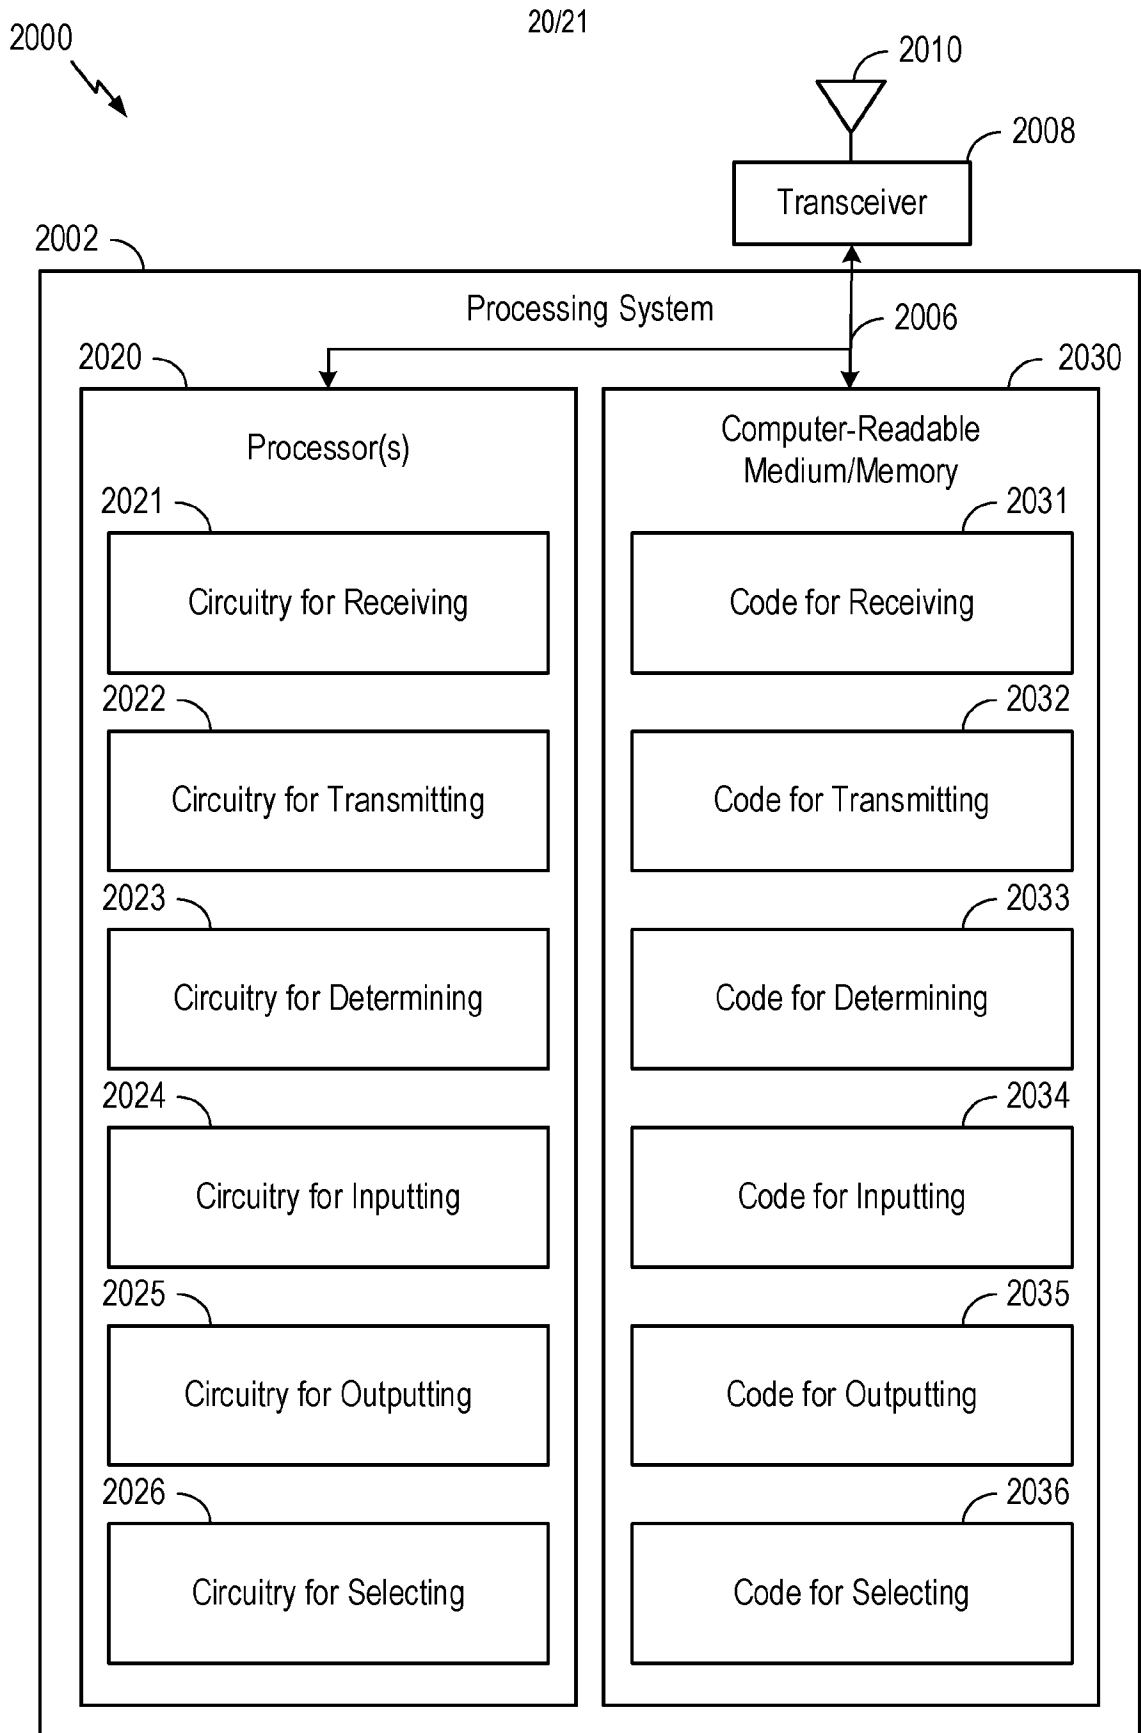 20/21
2000
2010
2008
Transceiver
2002
Processing System
2006
2020
2030
Processor(s)
Computer-Readable
Medium/Memory
2021
2031
Circuitry for Receiving
Code for Receiving
2022
2032
Circuitry for Transmitting
Code for Transmitting
2023
2033
Circuitry for Determining
Code for Determining
2024
2034
Circuitry for Inputting
Code for Inputting
2025
2035
Circuitry for Outputting
Code for Outputting
2026
2036
Circuitry for Selecting
Code for Selecting